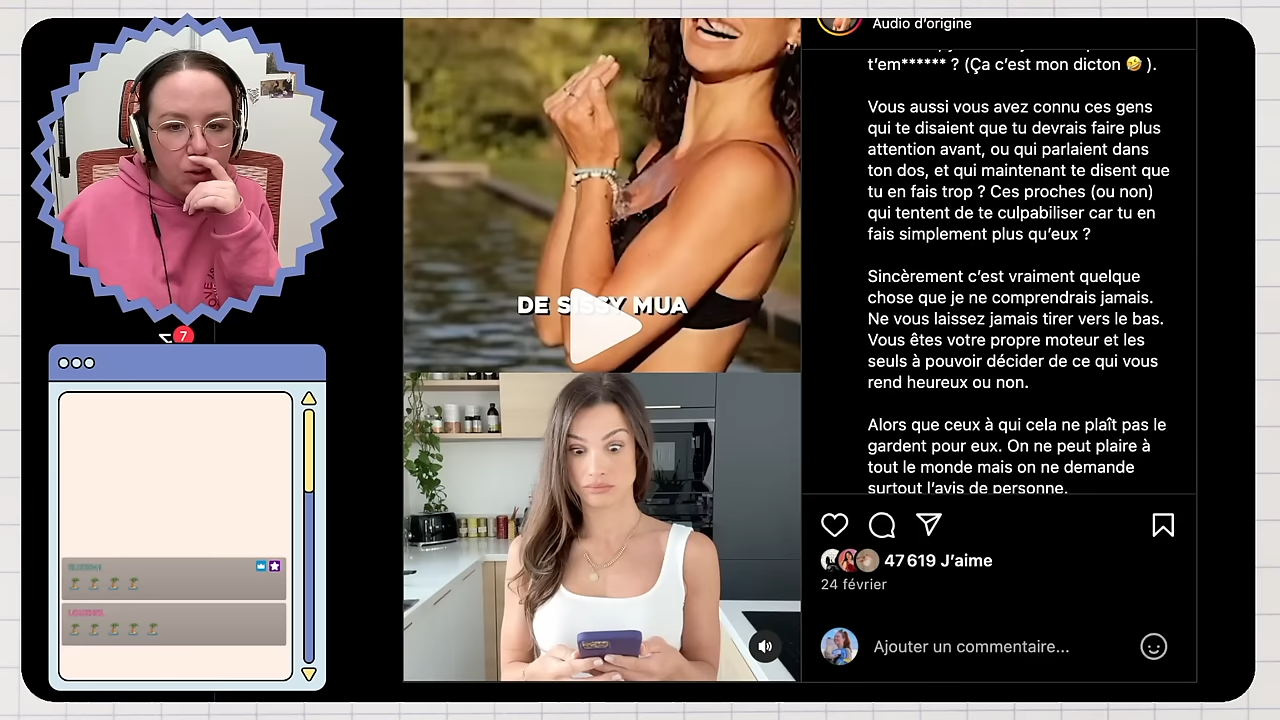 Audio d'origine
t'em****** ? (Ça c'est mon dicton 🤣 ).
Vous aussi vous avez connu ces gens
qui te disaient que tu devrais faire plus
attention avant, ou qui parlaient dans
ton dos, et qui maintenant te disent que
tu en fais trop ? Ces proches (ou non)
qui tentent de te culpabiliser car tu en
fais simplement plus qu'eux ?
Sincèrement c'est vraiment quelque
chose que je ne comprendrais jamais.
Ne vous laissez jamais tirer vers le bas.
Vous êtes votre propre moteur et les
seuls à pouvoir décider de ce qui vous
rend heureux ou non.
Alors que ceux à qui cela ne plaît pas le
gardent pour eux. On ne peut plaire à
tout le monde mais on ne demande
surtout l'avis de personne.
47 619 J'aime
24 février
Ajouter un commentaire...
DE SISSY MUA
7